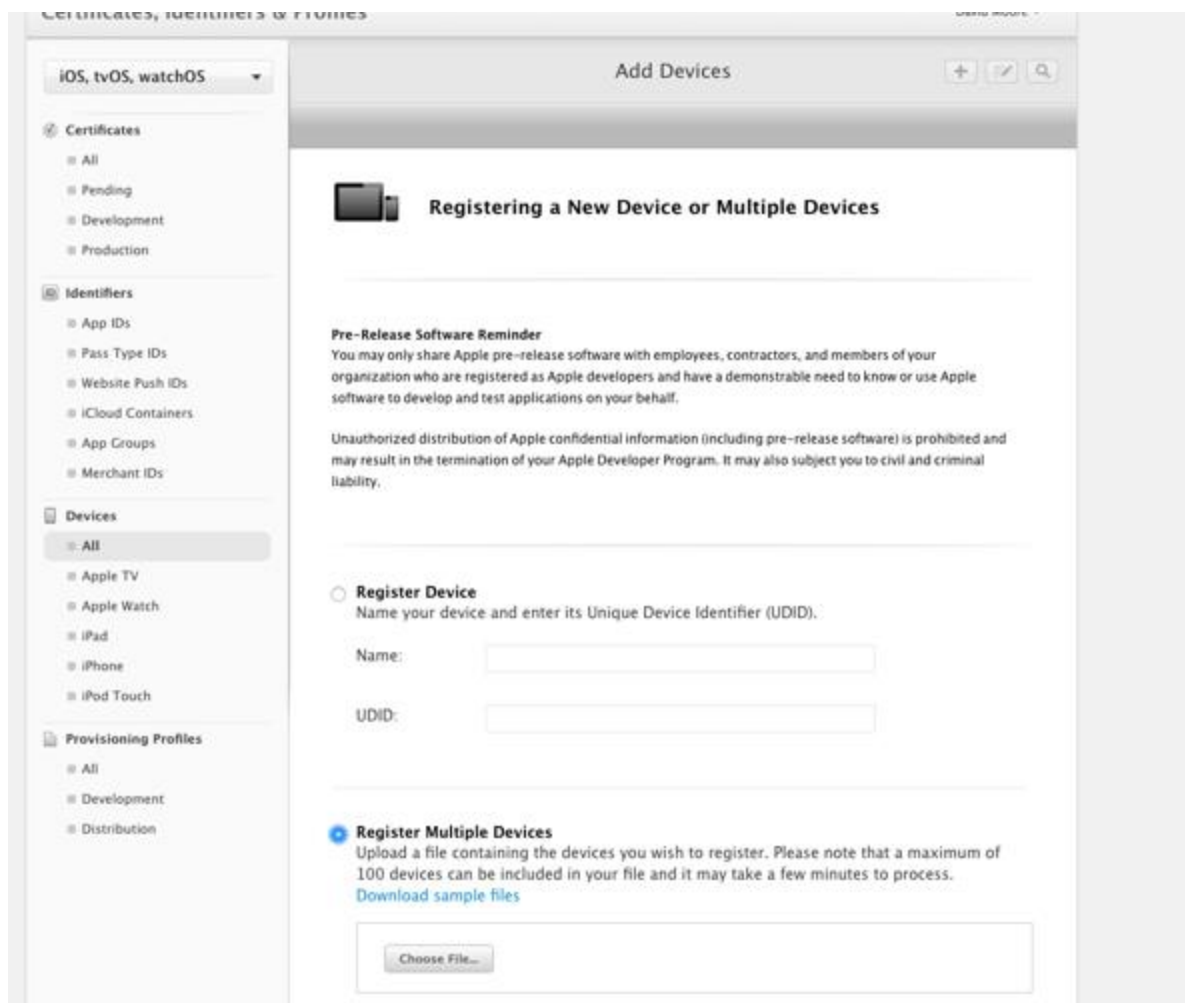 Certificates, Identifiers & Profiles
iOS, tvOS, watchOS
Add Devices
Certificates
All
Pending
Development
Production
Identifiers
App IDs
Pass Type IDs
Website Push IDs
iCloud Containers
App Groups
Merchant IDs
Devices
All
Apple TV
Apple Watch
iPad
iPhone
iPod Touch
Provisioning Profiles
All
Development
Distribution
Registering a New Device or Multiple Devices
Pre-Release Software Reminder
You may only share Apple pre-release software with employees, contractors, and members of your
organization who are registered as Apple developers and have a demonstrable need to know or use Apple
software to develop and test applications on your behalf.
Unauthorized distribution of Apple confidential information (including pre-release software) is prohibited and
may result in the termination of your Apple Developer Program. It may also subject you to civil and criminal
liability.
Register Device
Name your device and enter its Unique Device Identifier (UDID).
Name:
UDID:
Register Multiple Devices
Upload a file containing the devices you wish to register. Please note that a maximum of
100 devices can be included in your file and it may take a few minutes to process.
Download sample files
Choose File...